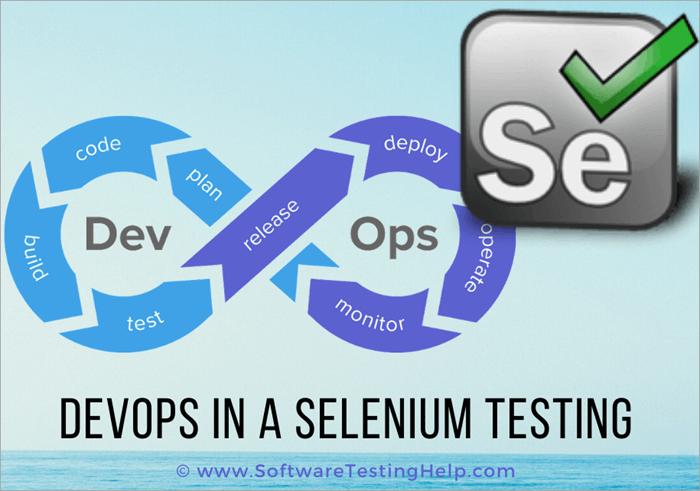 Se
code
plan
deploy
Dev
release
Ops
build
operate
test
monitor
DEVOPS IN A SELENIUM TESTING
© www.SoftwareTestingHelp.com